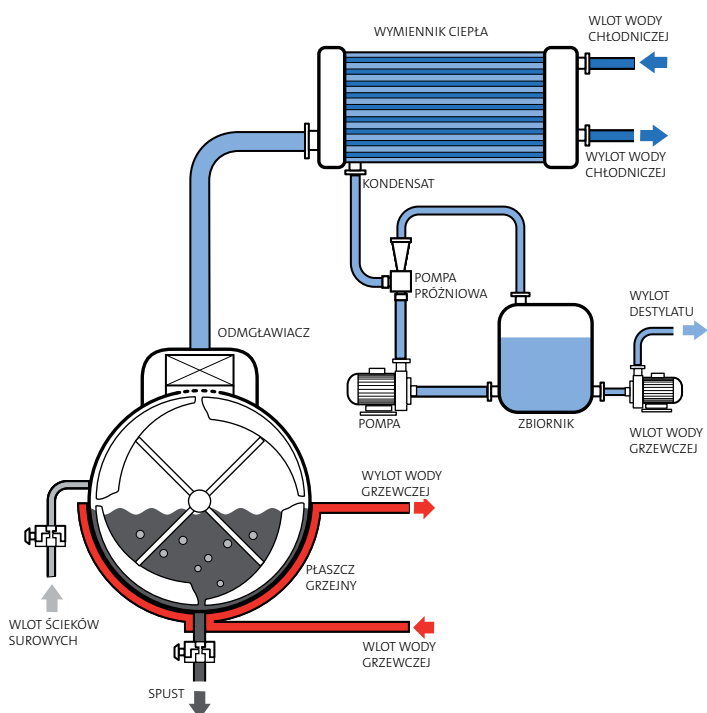 WYMIENNIK CIEPŁA
WLOT WODY
CHŁODNICZEJ
WYLOT WODY
CHŁODNICZEJ
KONDENSAT
POMPA
PRÓŻNIOWA
WYLOT
DESTYLATU
ODMGŁAWIACZ
POMPA
ZBIORNIK
WLOT WODY
GRZEWCZEJ
WYLOT WODY
GRZEWCZEJ
PŁASZCZ
GRZEJNY
WLOT ŚCIEKÓW
SUROWYCH
WLOT WODY
GRZEWCZEJ
SPUST